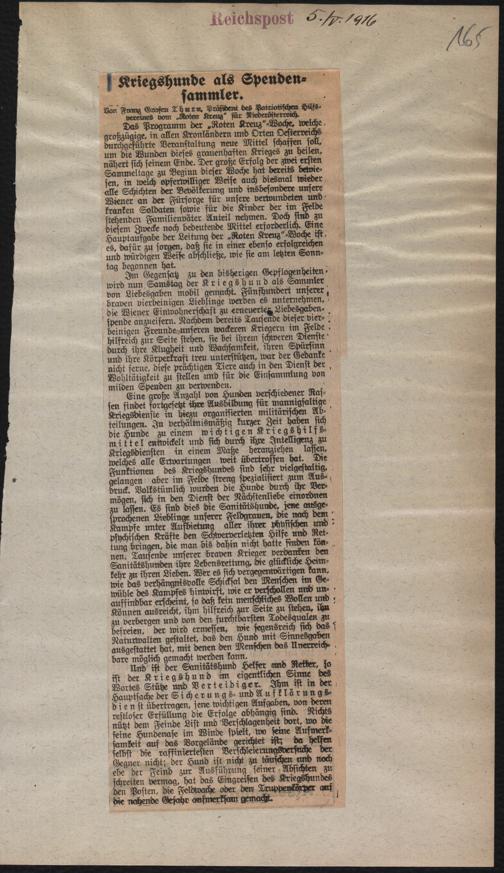 Reichspost 5./V. 1916
165
Kriegshunde als Spenden-
sammler.
Von Franz Grafen Thurn, Präsident des Patriotischen Hilfs-
vereines vom „Roten Kreuz" für Niederösterreich.
Das Programm der „Roten Kreuz"-Woche, welche
großzügige, in allen Kronländern und Orten Oesterreichs
durchgeführte Veranstaltung neue Mittel schaffen soll,
um die Wunden dieses grauenhaften Krieges zu heilen,
nähert sich seinem Ende. Der große Erfolg der zwei ersten
Sammeltage zu Beginn dieser Woche hat bereits bewie-
sen, in welch opferwilliger Weise auch diesmal wieder
alle Schichten der Bevölkerung und insbesondere unsere
Wiener an der Fürsorge für unsere verwundeten und
kranken Soldaten sowie für die Kinder der im Felde
stehenden Familienväter Anteil nehmen. Doch sind zu
diesem Zweck noch bedeutende Mittel erforderlich. Eine
Hauptaufgabe der Leitung der „Roten Kreuz"-Woche ist
es, dafür zu sorgen, daß sie in einer ebenso erfolgreichen
und würdigen Weise abschließe, wie sie am letzten Sonn-
tag begonnen hat.
Im Gegensatz zu den bisherigen Gepflogenheiten
wird nun Samstag der Kriegshund als Sammler
von Liebesgaben mobil gemacht. Fünfhundert unserer
braven vierbeinigen Lieblinge werden es unternehmen,
die Wiener Einwohnerschaft zu erneuerter Liebesgaben-
spende anzueifern. Nachdem bereits Tausende dieser vier-
beinigen Freunde unseren wackeren Kriegern im Felde
hilfreich zur Seite stehen, sie bei ihrem schweren Dienste
durch ihre Klugheit und Wachsamkeit, ihren Spürsinn
und ihre Körperkraft treu unterstützen, war der Gedanke
nicht ferne, diese prächtigen Tiere auch in den Dienst der
Wohltätigkeit zu stellen und für die Einsammlung von
milden Spenden zu verwenden.
Eine große Anzahl von Hunden verschiedener Ras-
sen findet fortgesetzt ihre Ausbildung für mannigfaltige
Kriegsdienste in hiezu organisierten militärischen Ab-
teilungen. In verhältnismäßig kurzer Zeit haben sich
die Hunde zu einem wichtigen Kriegshilfs-
mittel entwickelt und sich durch ihre Intelligenz zu
Kriegsdiensten in einem Maße heranziehen lassen,
welches alle Erwartungen weit übertroffen hat. Die
Funktionen des Kriegshundes sind sehr vielgestaltig,
gelangen aber im Felde streng spezialisiert zum Aus-
druck. Volkstümlich wurden die Hunde durch ihr Ver-
mögen, sich in den Dienst der Nächstenliebe einordnen
zu lassen. Es sind dies die Sanitätshunde, jene ausge-
sprochenen Lieblinge unserer Feldgrauen, die nach dem
Kampfe unter Aufbietung aller ihrer physischen und
psychischen Kräfte den Schwerverletzten Hilfe und Ret-
tung bringen, die man bis dahin nicht hatte finden kön-
nen. Tausende unserer braven Krieger verdanken den
Sanitätshunden ihre Lebensrettung, die glückliche Heim-
kehr zu ihren Lieben. Wer es sich vergegenwärtigen kann,
wie das verhängnisvolle Schicksal den Menschen im Ge-
wühle des Kampfes hinwirft, wie er verschollen und un-
auffindbar erscheint, so daß kein menschliches Wollen und
Können ausreicht, ihm hilfreich zur Seite zu stehen, ihn
zu verbergen und von den furchtbarsten Todesqualen zu
befreien, der wird ermessen, wie segensreich sich das
Naturwalten gestaltet, das den Hund mit Sinnesgaben
ausgestattet hat, mit denen den Menschen das Unerreich-
bare möglich gemacht werden kann.
Und ist der Sanitätshund Helfer und Retter, so
ist der Kriegshund im eigentlichen Sinne des
Wortes Stütze und Verteidiger. Ihm ist in der
Hauptsache der Sicherungs- und Aufklärungs-
dienst übertragen, jene wichtigen Aufgaben, von deren
restloser Erfüllung die Erfolge abhängig sind. Nichts
nützt dem Feinde List und Verschlagenheit dort, wo die
seine Hundenase im Winde spielt, wo seine Aufmerk-
samkeit auf das Vorgelände gerichtet ist; da helfen
selbst die raffiniertesten Verschleierungsversuche der
Gegner nicht; der Hund ist nicht zu täuschen und noch
ehe der Feind zur Ausführung seiner Absichten zu
schreiten vermag, hat das Eingreifen des Kriegshundes
den Posten, die Feldwache oder den Truppenkörper auf
die nahende Gefahr aufmerksam gemacht.